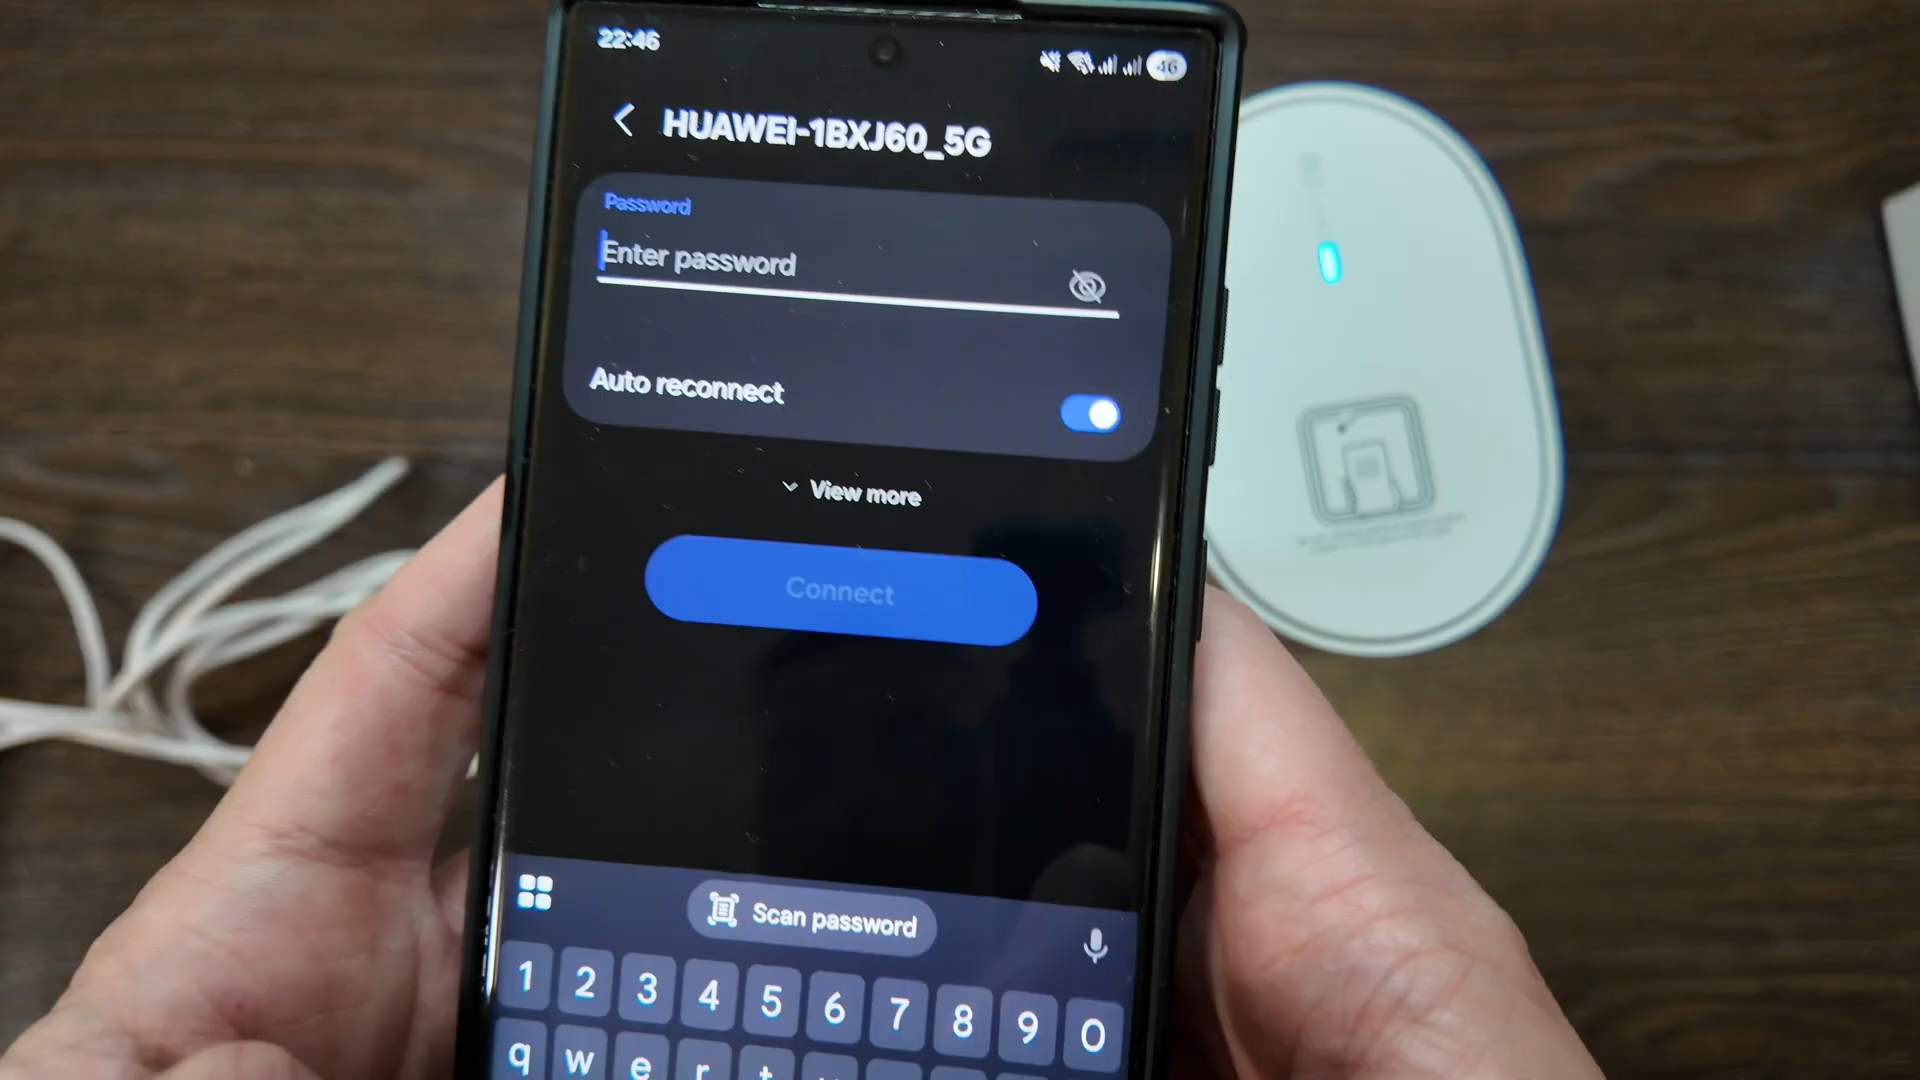 22:46
46
HUAWEI-1BXJ60_5G
Password
Enter password
Auto reconnect
View more
Connect
Scan password
1 2 3 4 5 6 7 8 9 0
q w e r t